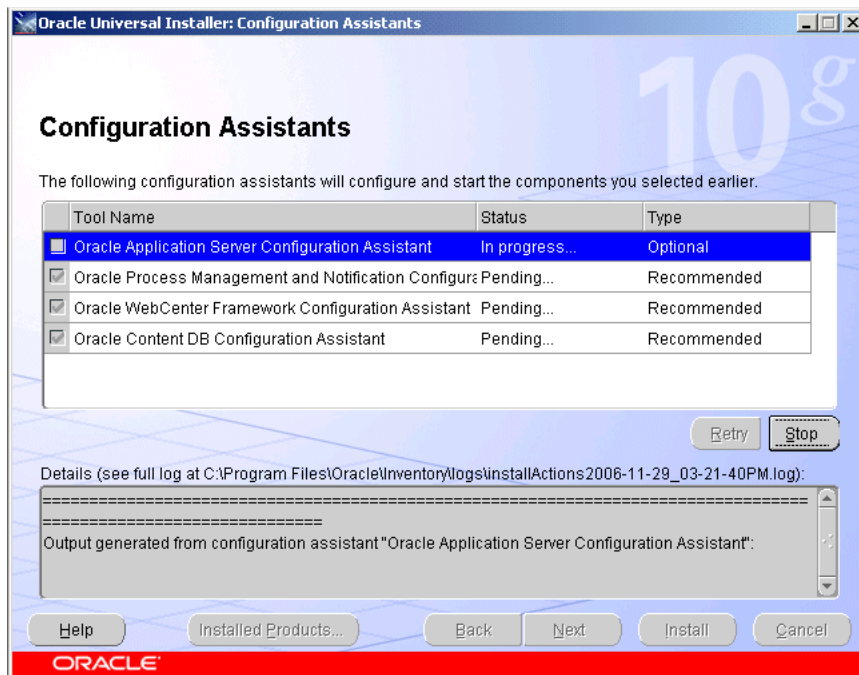 Oracle Universal Installer: Configuration Assistants
10g
Configuration Assistants
The following configuration assistants will configure and start the components you selected earlier.
Tool Name Status Type
Oracle Application Server Configuration Assistant In progress... Optional
Oracle Process Management and Notification Configura Pending... Recommended
Oracle WebCenter Framework Configuration Assistant Pending... Recommended
Oracle Content DB Configuration Assistant Pending... Recommended
Retry Stop
Details (see full log at C:\Program Files\Oracle\Inventory\logs\installActions2006-11-29_03-21-40PM.log):
================================================================================
=============================
Output generated from configuration assistant "Oracle Application Server Configuration Assistant":
Help Installed Products... Back Next Install Cancel
ORACLE